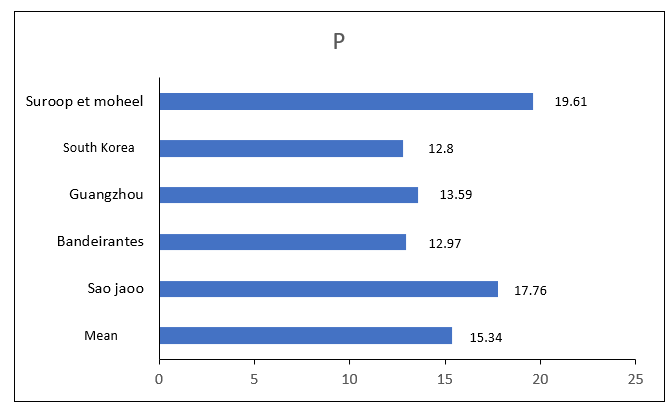 P
Suroop et moheel 19.61
South Korea 12.8
Guangzhou 13.59
Bandeirantes 12.97
Sao jaoo 17.76
Mean 15.34
0 5 10 15 20 25